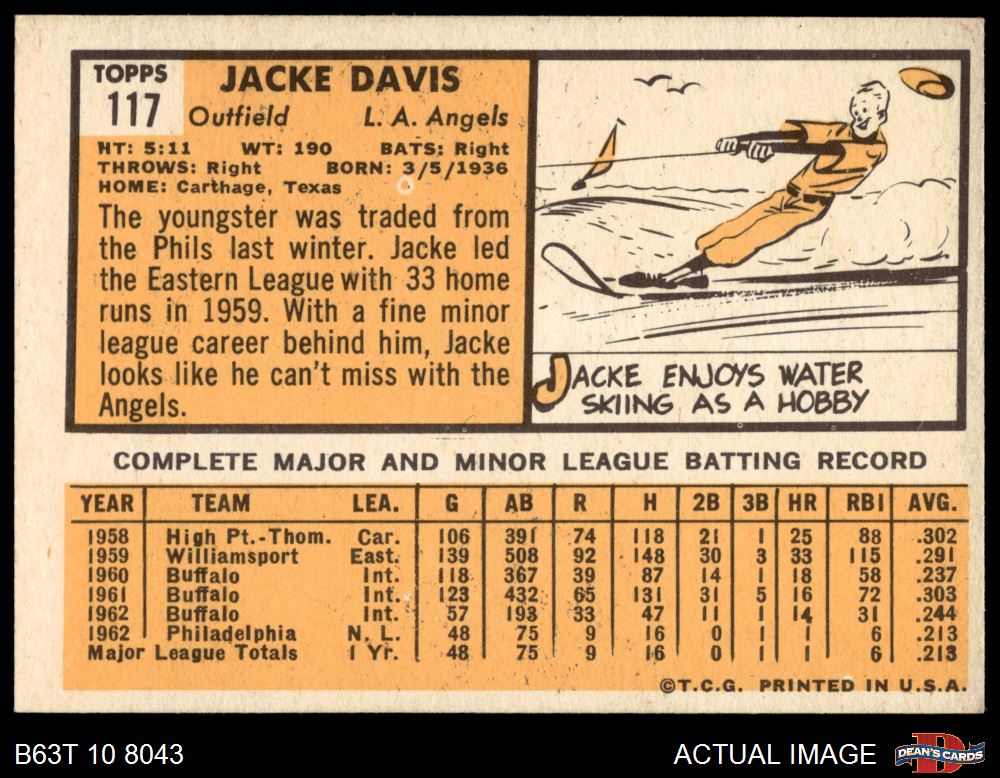 TOPPS
117
JACKE DAVIS
Outfield L. A. Angels
HT: 5:11 WT: 190 BATS: Right
THROWS: Right BORN: 3/5/1936
HOME: Carthage, Texas
The youngster was traded from
the Phils last winter. Jacke led
the Eastern League with 33 home
runs in 1959. With a fine minor
league career behind him, Jacke
looks like he can't miss with the
Angels.
JACKE ENJOYS WATER
SKIING AS A HOBBY
COMPLETE MAJOR AND MINOR LEAGUE BATTING RECORD
YEAR TEAM LEA. G AB R H 2B 3B HR RBI AVG.
1958 High Pt.-Thom. Car. 106 391 74 118 21 1 25 88 .302
1959 Williamsport East. 139 508 92 148 30 3 33 115 .291
1960 Buffalo Int. 118 367 39 87 14 1 18 58 .237
1961 Buffalo Int. 123 432 65 131 31 5 16 72 .303
1962 Buffalo Int. 57 193 33 47 11 1 14 31 .244
1962 Philadelphia N. L. 48 75 9 16 0 1 1 6 .213
Major League Totals 1 Yr. 48 75 9 16 0 1 1 6 .213
©T.C.G. PRINTED IN U.S.A.
B63T 10 8043 ACTUAL IMAGE
D
DEAN'S CARDS